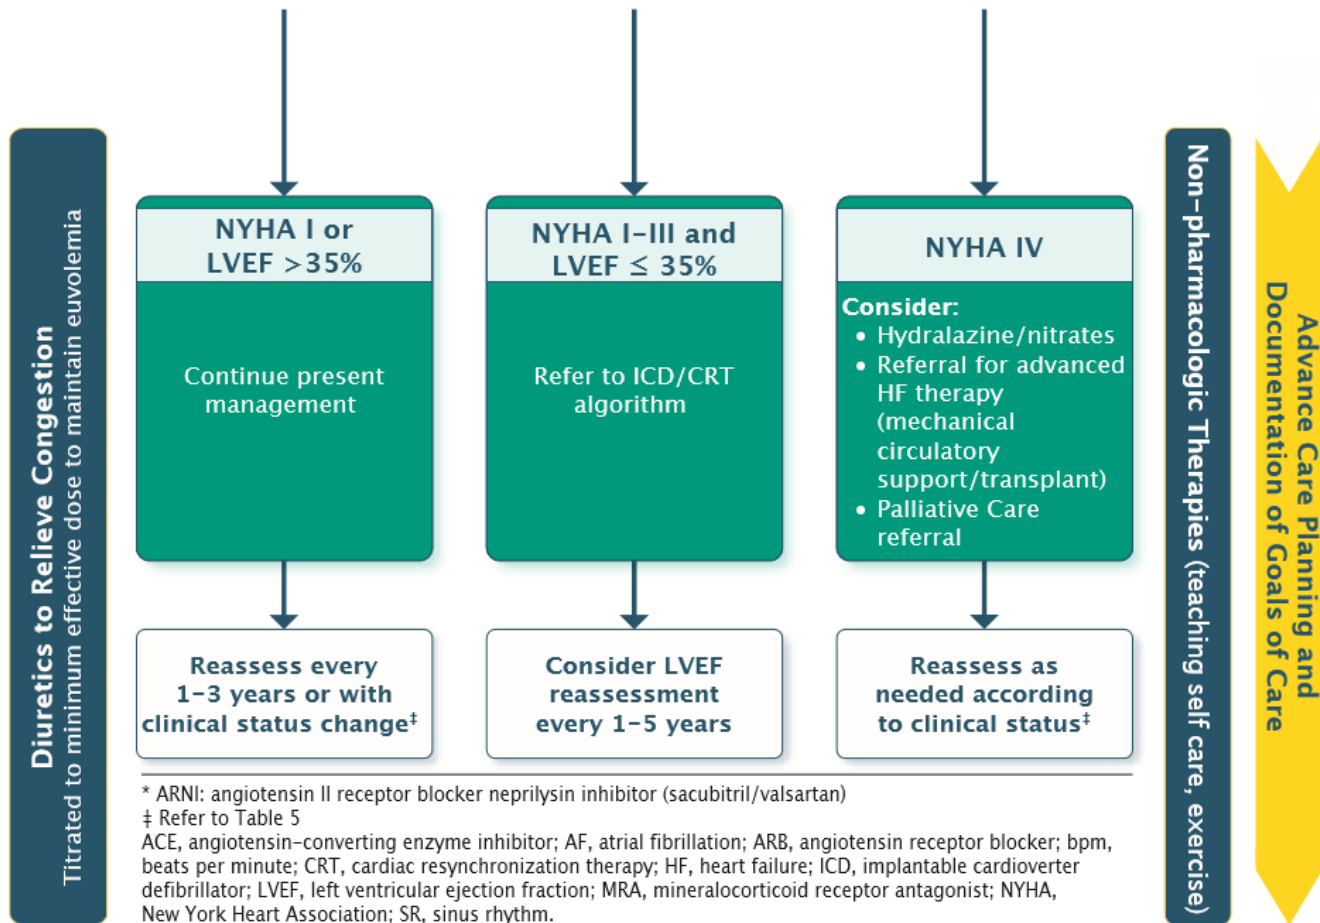 Diuretics to Relieve Congestion
Titrated to minimum effective dose to maintain euvolemia
NYHA I or
LVEF >35%
Continue present
management
Reassess every
1–3 years or with
clinical status change‡
NYHA I–III and
LVEF ≤ 35%
Refer to ICD/CRT
algorithm
Consider LVEF
reassessment
every 1–5 years
NYHA IV
Consider:
• Hydralazine/nitrates
• Referral for advanced
HF therapy
(mechanical
circulatory
support/transplant)
• Palliative Care
referral
Reassess as
needed according
to clinical status‡
Non-pharmacologic Therapies (teaching self care, exercise)
Advance Care Planning and
Documentation of Goals of Care
* ARNI: angiotensin II receptor blocker neprilysin inhibitor (sacubitril/valsartan)
‡ Refer to Table 5
ACE, angiotensin-converting enzyme inhibitor; AF, atrial fibrillation; ARB, angiotensin receptor blocker; bpm,
beats per minute; CRT, cardiac resynchronization therapy; HF, heart failure; ICD, implantable cardioverter
defibrillator; LVEF, left ventricular ejection fraction; MRA, mineralocorticoid receptor antagonist; NYHA,
New York Heart Association; SR, sinus rhythm.